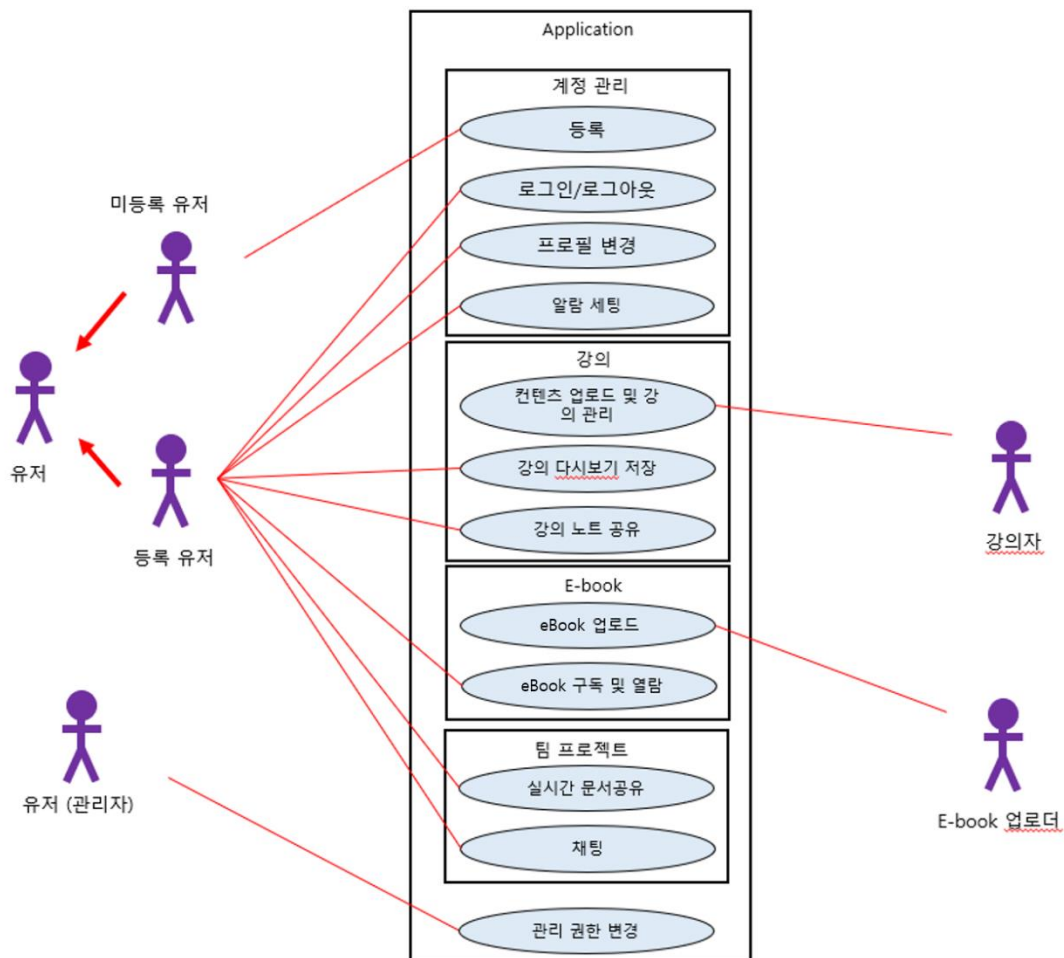 Application
계정 관리
등록
로그인/로그아웃
프로필 변경
알람 세팅
미등록 유저
유저
등록 유저
강의
컨텐츠 업로드 및 강
의 관리
강의 다시보기 저장
강의 노트 공유
강의자
E-book
eBook 업로드
eBook 구독 및 열람
팀 프로젝트
실시간 문서공유
채팅
유저 (관리자)
E-book 업로더
관리 권한 변경